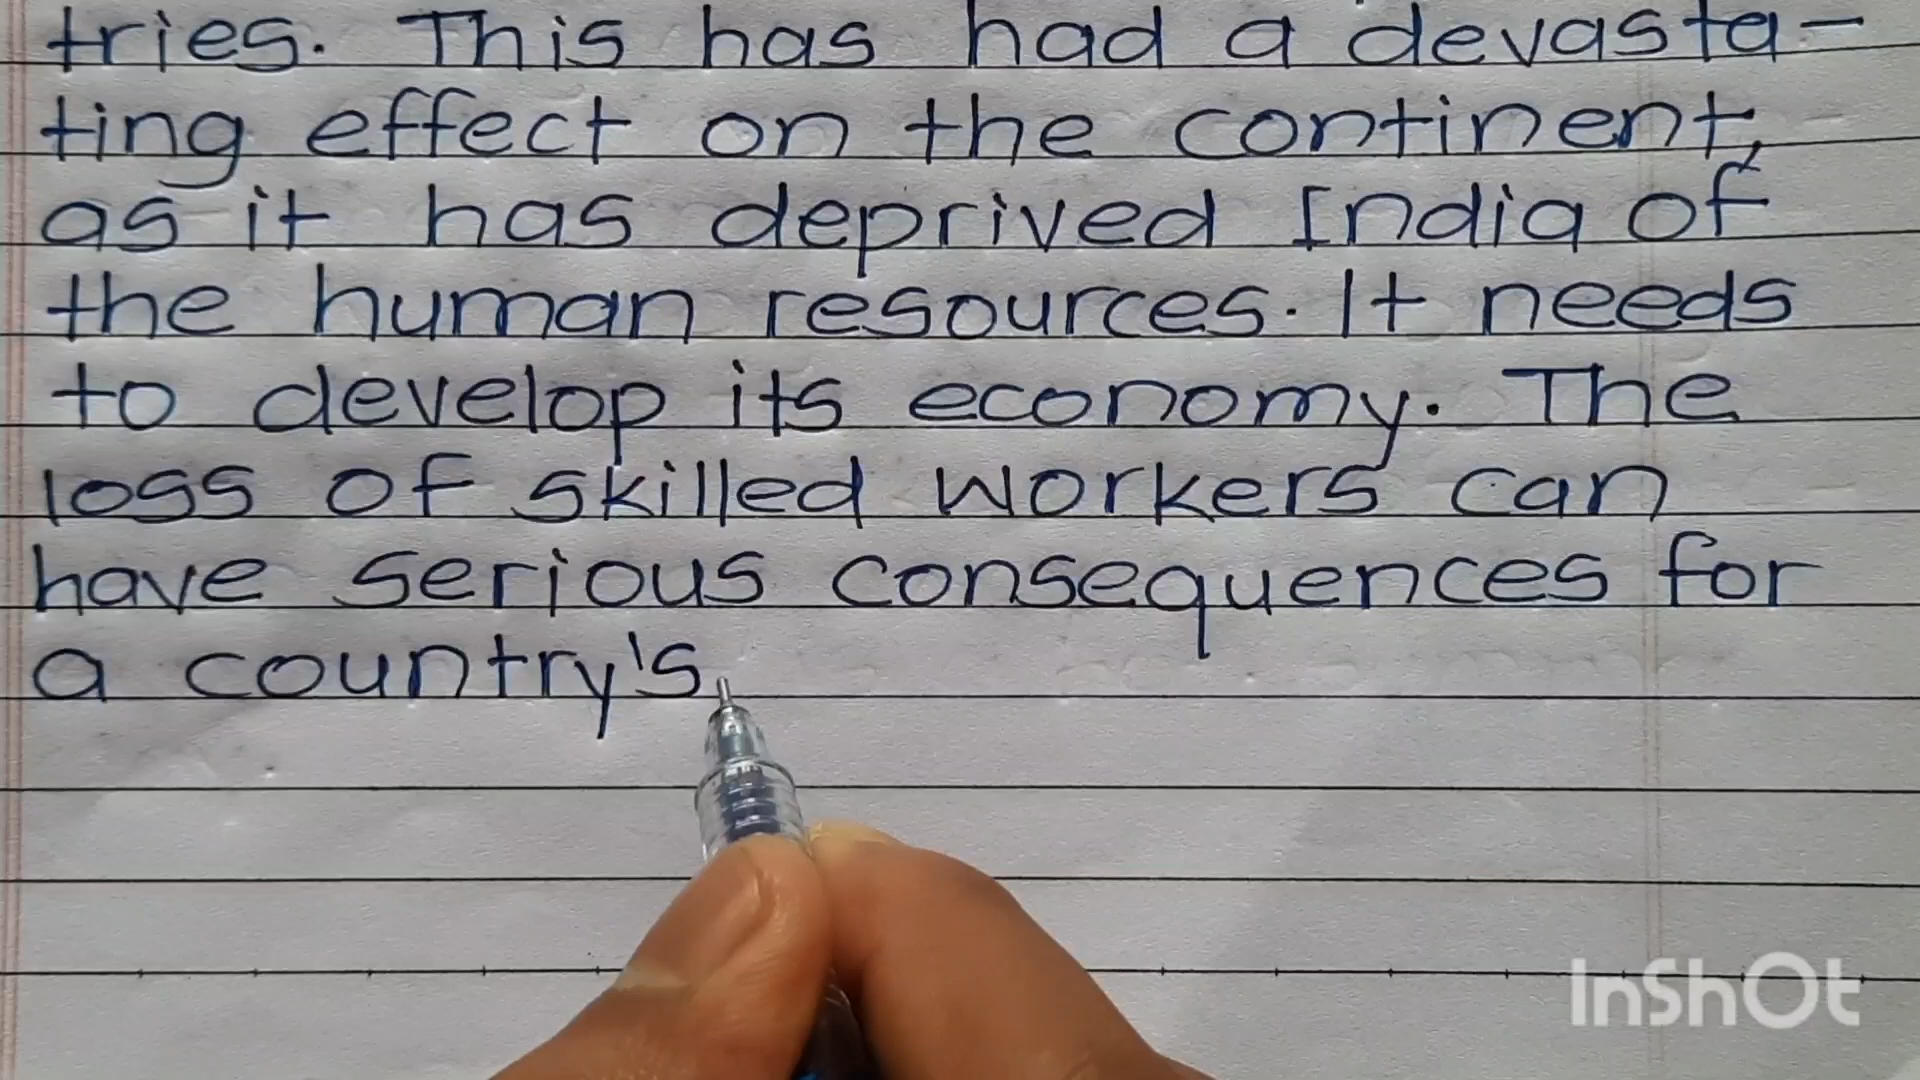 tries. This has had a devasta-
ting effect on the continent,
as it has deprived India of
the human resources. It needs
to develop its economy. The
loss of skilled workers can
have serious consequences for
a country's
InShOt